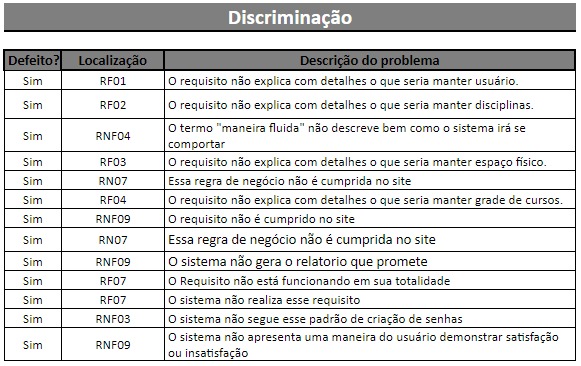 Discriminação
Defeito? Localização Descrição do problema
Sim RF01 O requisito não explica com detalhes o que seria manter usuário.
Sim RF02 O requisito não explica com detalhes o que seria manter disciplinas.
Sim RNF04 O termo "maneira fluida" não descreve bem como o sistema irá se
comportar
Sim RF03 O requisito não explica com detalhes o que seria manter espaço físico.
Sim RN07 Essa regra de negócio não é cumprida no site
Sim RF04 O requisito não explica com detalhes o que seria manter grade de cursos.
Sim RNF09 O requisito não é cumprido no site
Sim RN07 Essa regra de negócio não é cumprida no site
Sim RNF09 O sistema não gera o relatorio que promete
Sim RF07 O Requisito não está funcionando em sua totalidade
Sim RF07 O sistema não realiza esse requisito
Sim RNF03 O sistema não segue esse padrão de criação de senhas
Sim RNF09 O sistema não apresenta uma maneira do usuário demonstrar satisfação
ou insatisfação